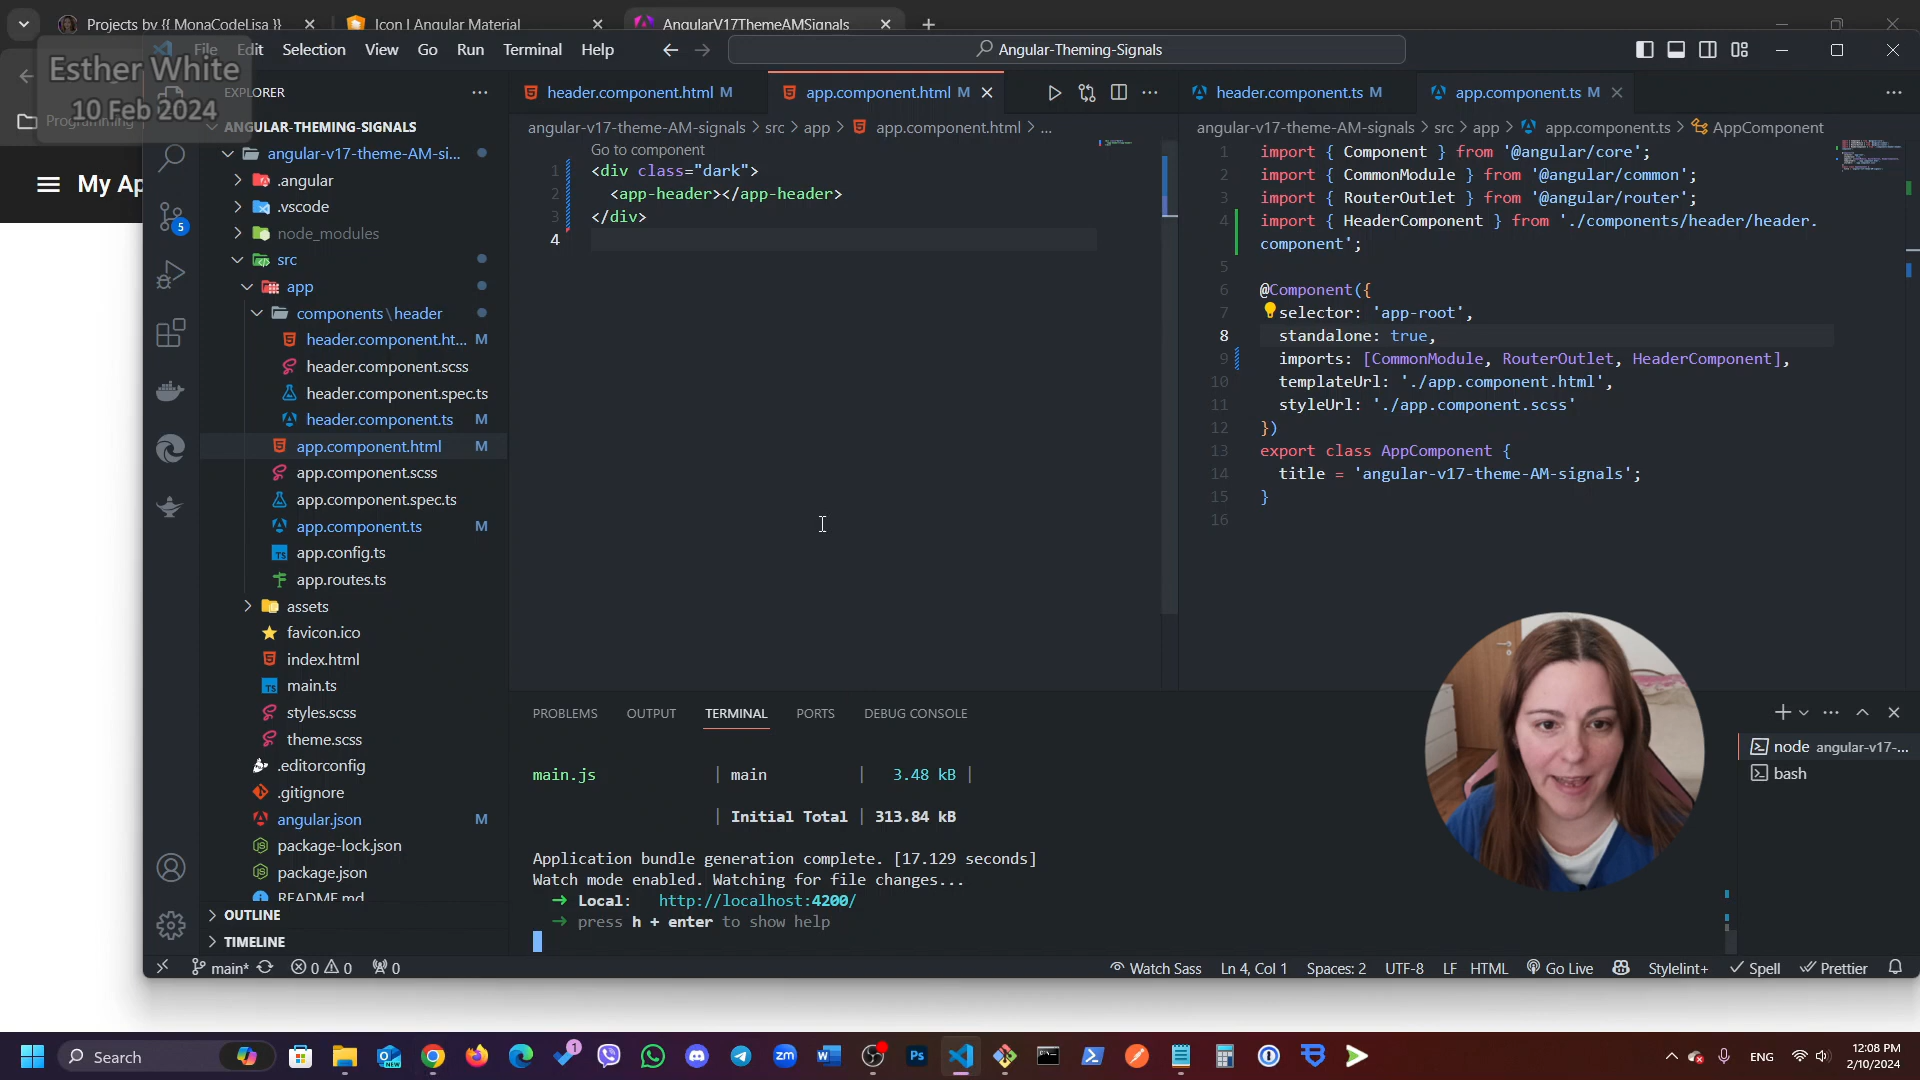 Projects by {{ MonaCodeLisa }}
Icon | Angular Material
AngularV17ThemeAMSignals
File Edit Selection View Go Run Terminal Help
Angular-Theming-Signals
Esther White
10 Feb 2024
Programming
My Ap
EXPLORER
ANGULAR-THEMING-SIGNALS
angular-v17-theme-AM-si...
.angular
.vscode
node_modules
src
app
components\header
header.component.ht... M
header.component.scss
header.component.spec.ts
header.component.ts M
app.component.html M
app.component.scss
app.component.spec.ts
app.component.ts M
app.config.ts
app.routes.ts
assets
favicon.ico
index.html
main.ts
styles.scss
theme.scss
.editorconfig
.gitignore
angular.json M
package-lock.json
package.json
README.md
OUTLINE
TIMELINE
5
header.component.html M
app.component.html M
angular-v17-theme-AM-signals > src > app > app.component.html > ...
Go to component
1 <div class="dark">
2 <app-header></app-header>
3 </div>
4
header.component.ts M
app.component.ts M
angular-v17-theme-AM-signals > src > app > app.component.ts > AppComponent
1 import { Component } from '@angular/core';
2 import { CommonModule } from '@angular/common';
3 import { RouterOutlet } from '@angular/router';
4 import { HeaderComponent } from './components/header/header.
component';
5
6 @Component({
7 selector: 'app-root',
8 standalone: true,
9 imports: [CommonModule, RouterOutlet, HeaderComponent],
10 templateUrl: './app.component.html',
11 styleUrl: './app.component.scss'
12 })
13 export class AppComponent {
14 title = 'angular-v17-theme-AM-signals';
15 }
16
PROBLEMS OUTPUT TERMINAL PORTS DEBUG CONSOLE
main.js | main | 3.48 kB |
| Initial Total | 313.84 kB
Application bundle generation complete. [17.129 seconds]
Watch mode enabled. Watching for file changes...
➜ Local: http://localhost:4200/
➜ press h + enter to show help
node angular-v17-...
bash
main* 0 0 0
Watch Sass Ln 4, Col 1 Spaces: 2 UTF-8 LF HTML Go Live Stylelint+ Spell Prettier
Search
1
NEW
zm
Ps
ENG
12:08 PM
2/10/2024